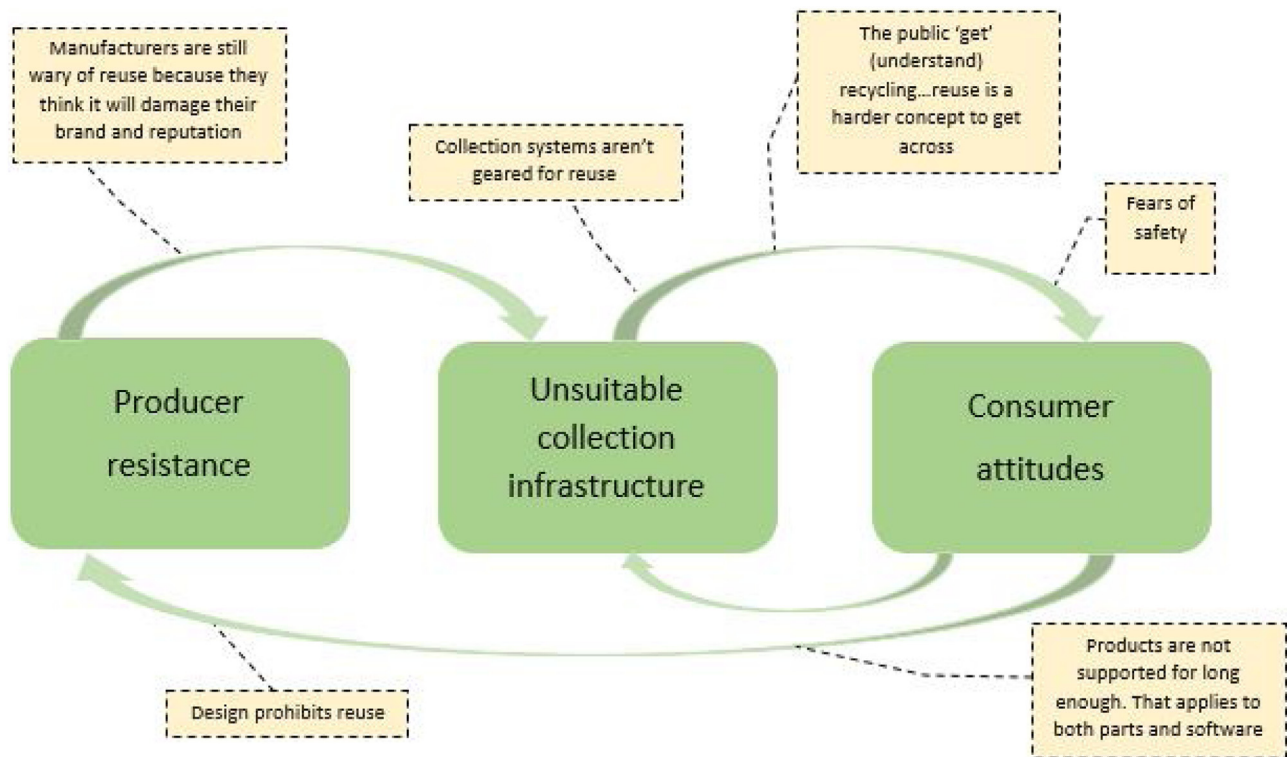 Manufacturers are still
wary of reuse because they
think it will damage their
brand and reputation
Collection systems aren't
geared for reuse
The public ‘get’
(understand)
recycling...reuse is a
harder concept to get
across
Fears of
safety
Producer
resistance
Unsuitable
collection
infrastructure
Consumer
attitudes
Design prohibits reuse
Products are not
supported for long
enough. That applies to
both parts and software